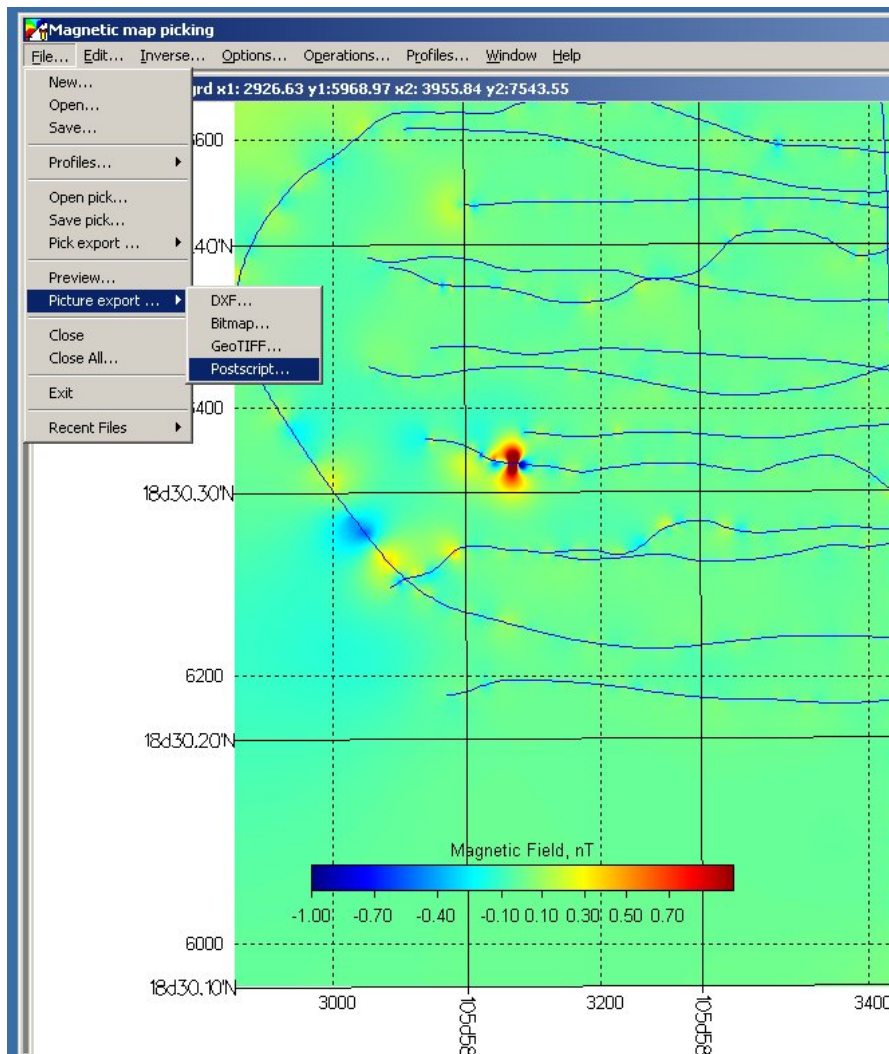 Magnetic map picking
File... Edit... Inverse... Options... Operations... Profiles... Window Help
grd x1: 2926.63 y1:5968.97 x2: 3955.84 y2:7543.55
New...
Open...
Save...
Profiles...
Open pick...
Save pick...
Pick export ...
Preview...
Picture export ...
Close
Close All...
Exit
Recent Files
DXF...
Bitmap...
GeoTIFF...
Postscript...
18d30.30'N
6200
18d30.20'N
Magnetic Field, nT
-1.00 -0.70 -0.40 -0.10 0.10 0.30 0.50 0.70
6000
18d30.10'N
3000 105d58 3200 105d58 3400